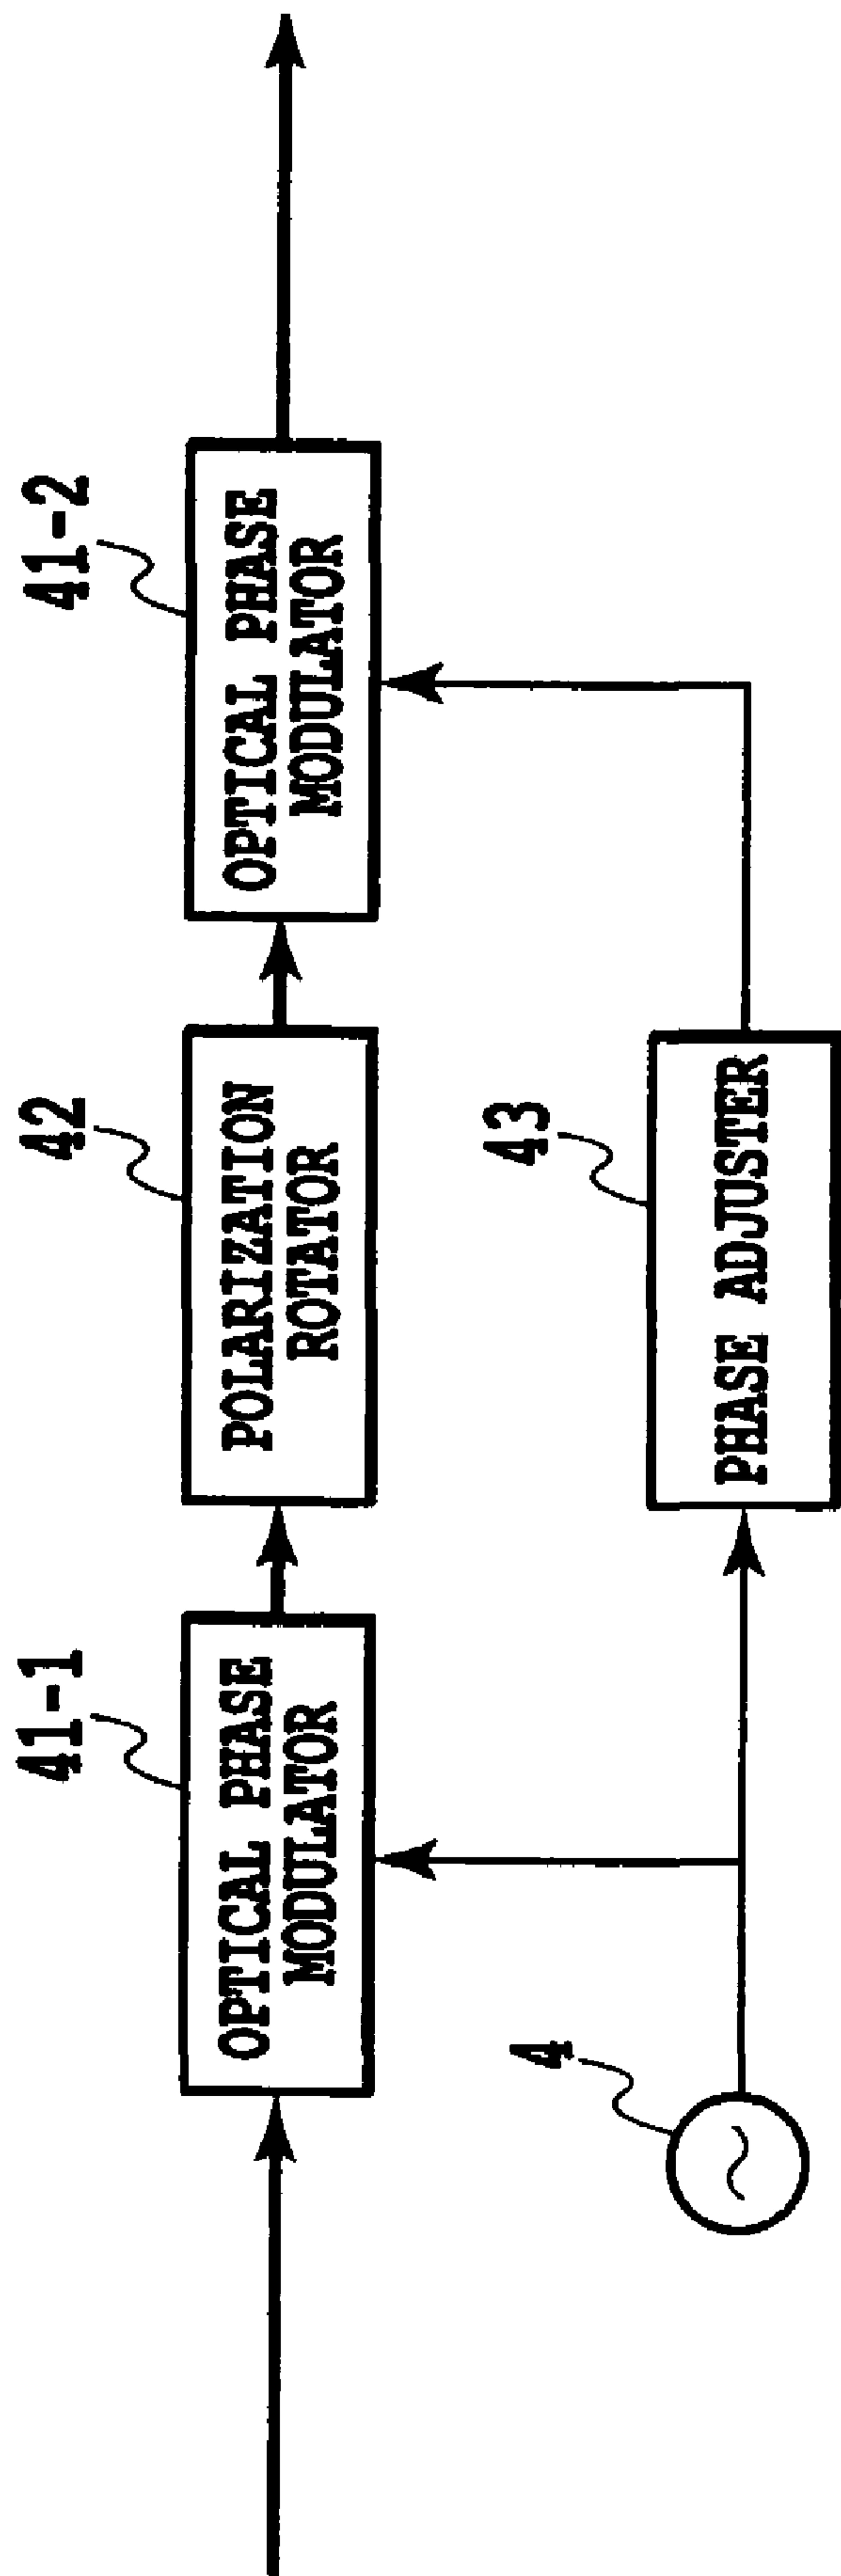 41-1
OPTICAL PHASE
MODULATOR
42
POLARIZATION
ROTATOR
41-2
OPTICAL PHASE
MODULATOR
4
43
PHASE ADJUSTER